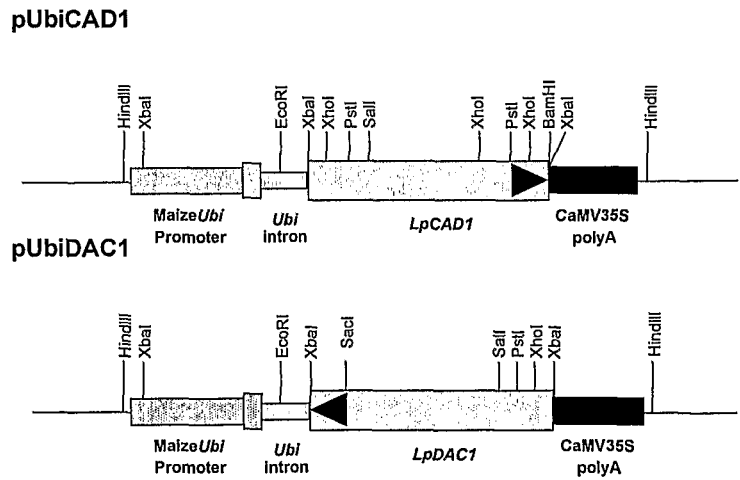 pUbiCAD1
HindIII
XbaI
EcoRI
XbaI
XhoI
PstI
SalI
XhoI
PstI
XhoI
BamHI
XbaI
HindIII
MaizeUbi Promoter
Ubi intron
LpCAD1
CaMV35S polyA
pUbiDAC1
HindIII
XbaI
EcoRI
XbaI
SacI
SalI
PstI
XhoI
XbaI
HindIII
MaizeUbi Promoter
Ubi intron
LpDAC1
CaMV35S polyA